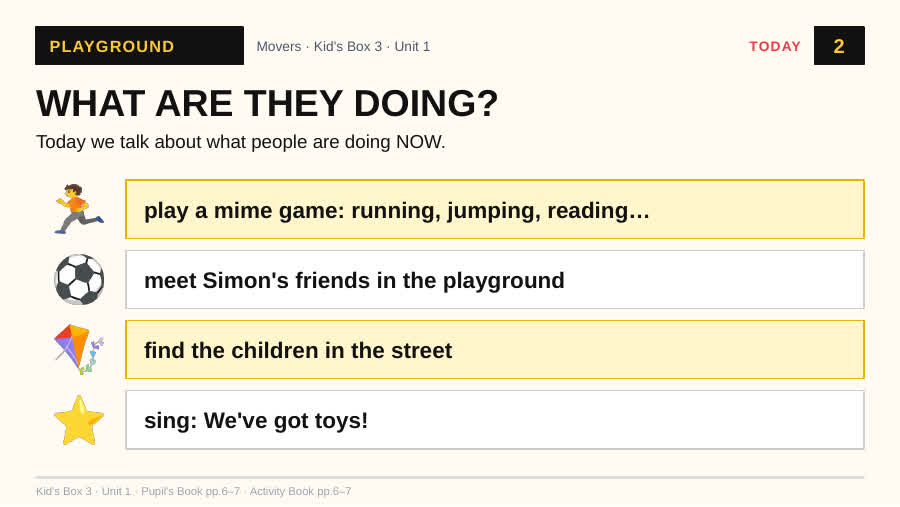 PLAYGROUND
Movers · Kid's Box 3 · Unit 1
TODAY
2
WHAT ARE THEY DOING?
Today we talk about what people are doing NOW.
play a mime game: running, jumping, reading…
meet Simon's friends in the playground
find the children in the street
sing: We've got toys!
Kid's Box 3 · Unit 1 · Pupil's Book pp.6–7 · Activity Book pp.6–7